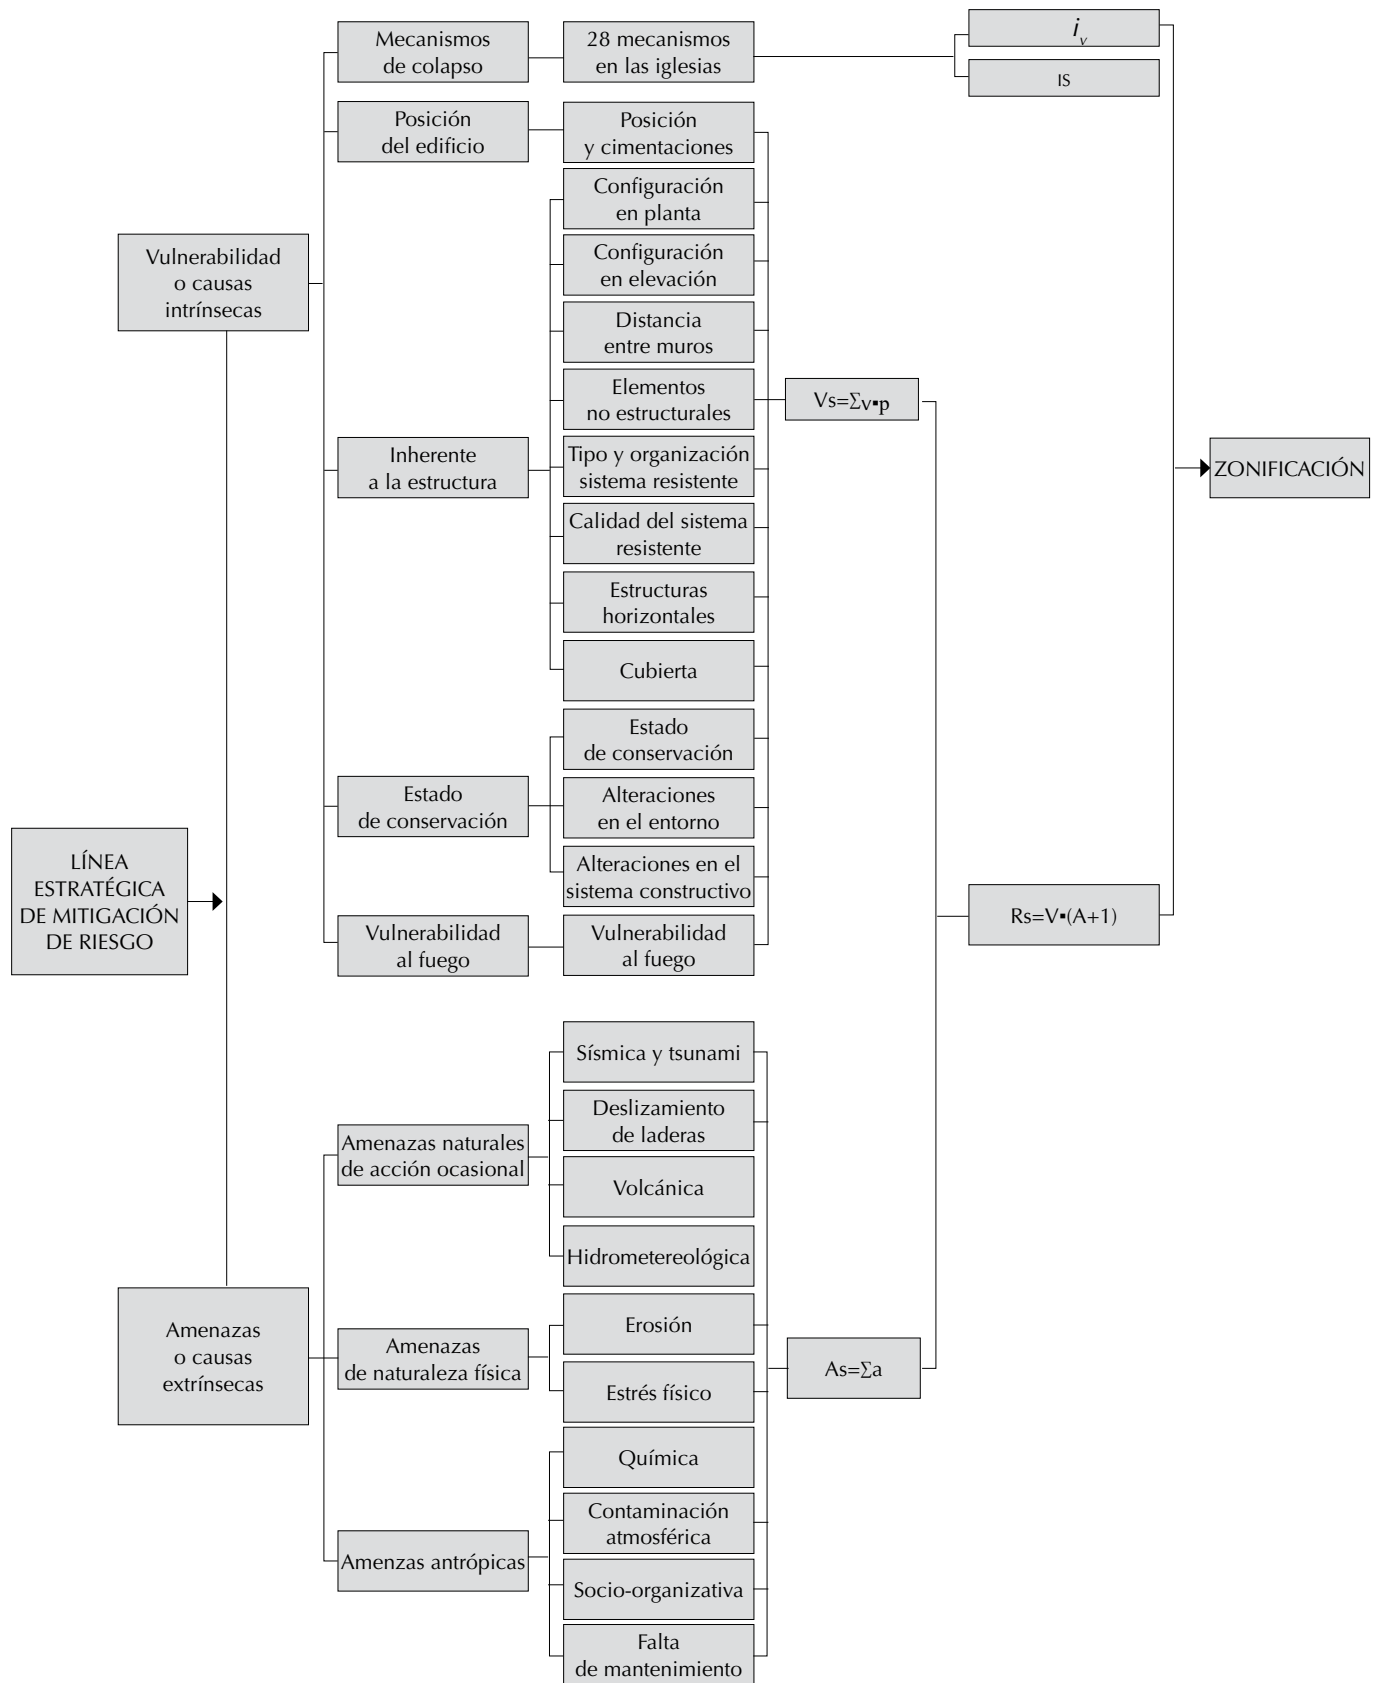 Mecanismos
de colapso
28 mecanismos
en las iglesias
i_v
IS
Posición
del edificio
Posición
y cimentaciones
Configuración
en planta
Vulnerabilidad
o causas
intrínsecas
Configuración
en elevación
Distancia
entre muros
Elementos
no estructurales
Vs=∑v▪p
Inherente
a la estructura
Tipo y organización
sistema resistente
ZONIFICACIÓN
Calidad del sistema
resistente
Estructuras
horizontales
Cubierta
Estado
de conservación
Estado
de conservación
Alteraciones
en el entorno
Alteraciones en el
sistema constructivo
LÍNEA
ESTRATÉGICA
DE MITIGACIÓN
DE RIESGO
Rs=V▪(A+1)
Vulnerabilidad
al fuego
Vulnerabilidad
al fuego
Sísmica y tsunami
Amenazas naturales
de acción ocasional
Deslizamiento
de laderas
Volcánica
Hidrometereológica
Amenazas
o causas
extrínsecas
Amenazas
de naturaleza física
Erosión
Estrés físico
As=∑a
Química
Contaminación
atmosférica
Amenzas antrópicas
Socio-organizativa
Falta
de mantenimiento